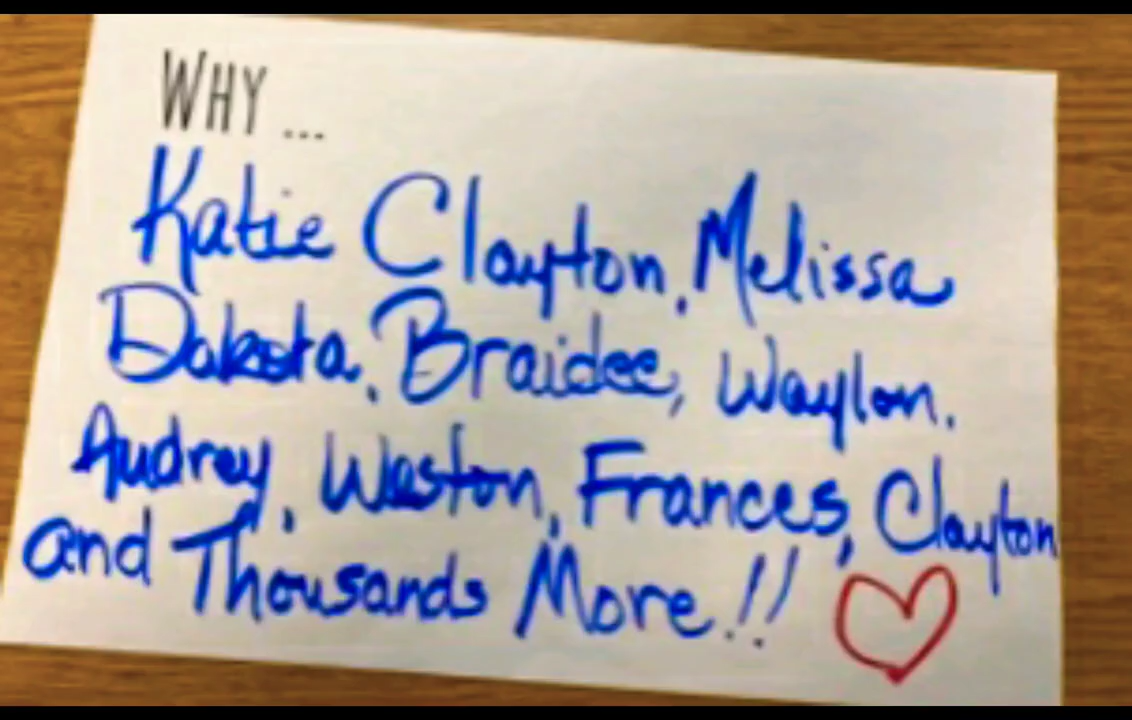 WHY ...
Katie Clayton, Melissa
Dakota, Braidee, Waylon,
Audrey, Weston, Frances, Clayton
and Thousands More!!